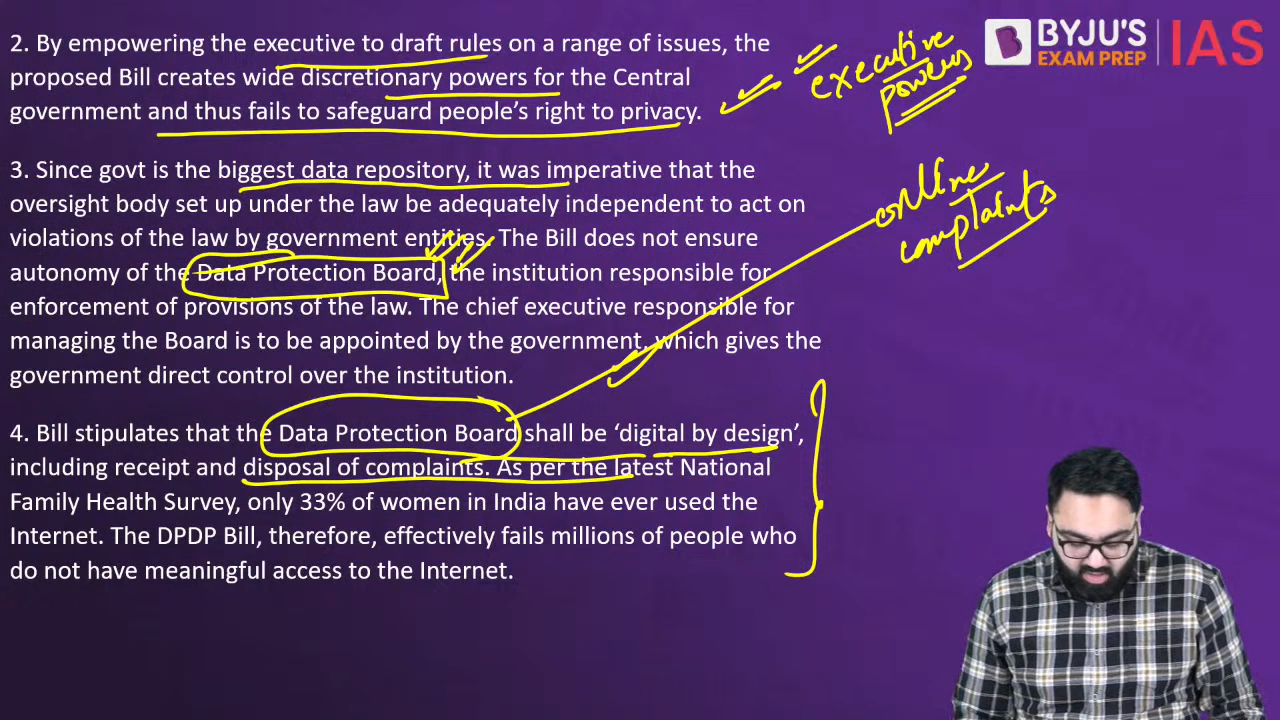 2. By empowering the executive to draft rules on a range of issues, the
proposed Bill creates wide discretionary powers for the Central
government and thus fails to safeguard people's right to privacy.
executive
powers
BYJU'S
EXAM PREP
IAS
3. Since govt is the biggest data repository, it was imperative that the
oversight body set up under the law be adequately independent to act on
violations of the law by government entities. The Bill does not ensure
autonomy of the Data Protection Board, the institution responsible for
enforcement of provisions of the law. The chief executive responsible for
managing the Board is to be appointed by the government, which gives the
government direct control over the institution.
online
complaints
4. Bill stipulates that the Data Protection Board shall be ‘digital by design’,
including receipt and disposal of complaints. As per the latest National
Family Health Survey, only 33% of women in India have ever used the
Internet. The DPDP Bill, therefore, effectively fails millions of people who
do not have meaningful access to the Internet.